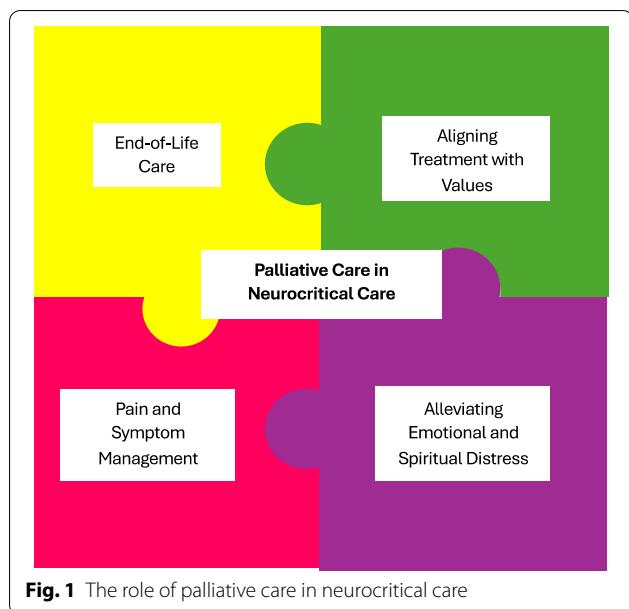 End-of-Life
Care
Aligning
Treatment with
Values
Palliative Care in
Neurocritical Care
Pain and
Symptom
Management
Alleviating
Emotional and
Spiritual Distress
Fig. 1 The role of palliative care in neurocritical care